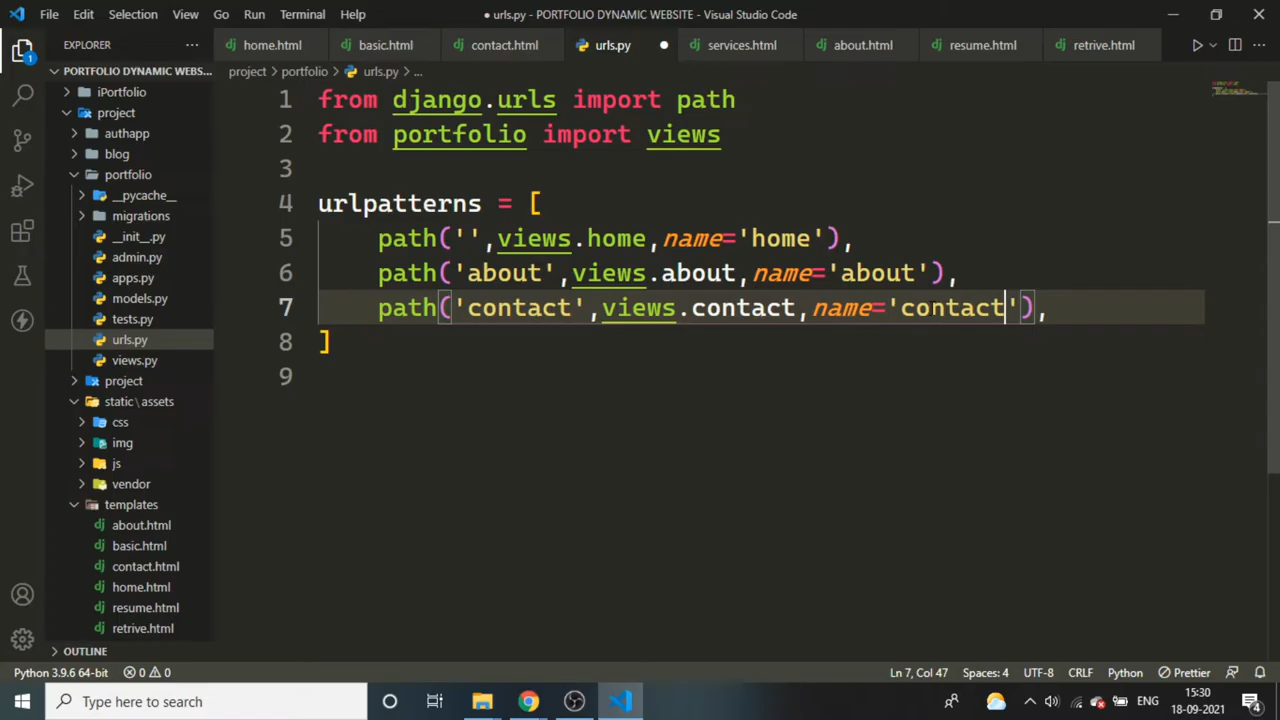 File Edit Selection View Go Run Terminal Help
● urls.py - PORTFOLIO DYNAMIC WEBSITE - Visual Studio Code
EXPLORER
home.html basic.html contact.html urls.py services.html about.html resume.html retrive.html
1
PORTFOLIO DYNAMIC WEBS...
project > portfolio > urls.py > ...
iPortfolio
project
authapp
blog
portfolio
__pycache__
migrations
__init__.py
admin.py
apps.py
models.py
tests.py
urls.py
views.py
project
static\assets
css
img
js
vendor
templates
about.html
basic.html
contact.html
home.html
resume.html
retrive.html
OUTLINE
1 from django.urls import path
2 from portfolio import views
3
4 urlpatterns = [
5 path('',views.home,name='home'),
6 path('about',views.about,name='about'),
7 path('contact',views.contact,name='contact'),
8 ]
9
Python 3.9.6 64-bit 0 0 Ln 7, Col 47 Spaces: 4 UTF-8 CRLF Python Prettier
Type here to search
ENG
15:30
18-09-2021
4